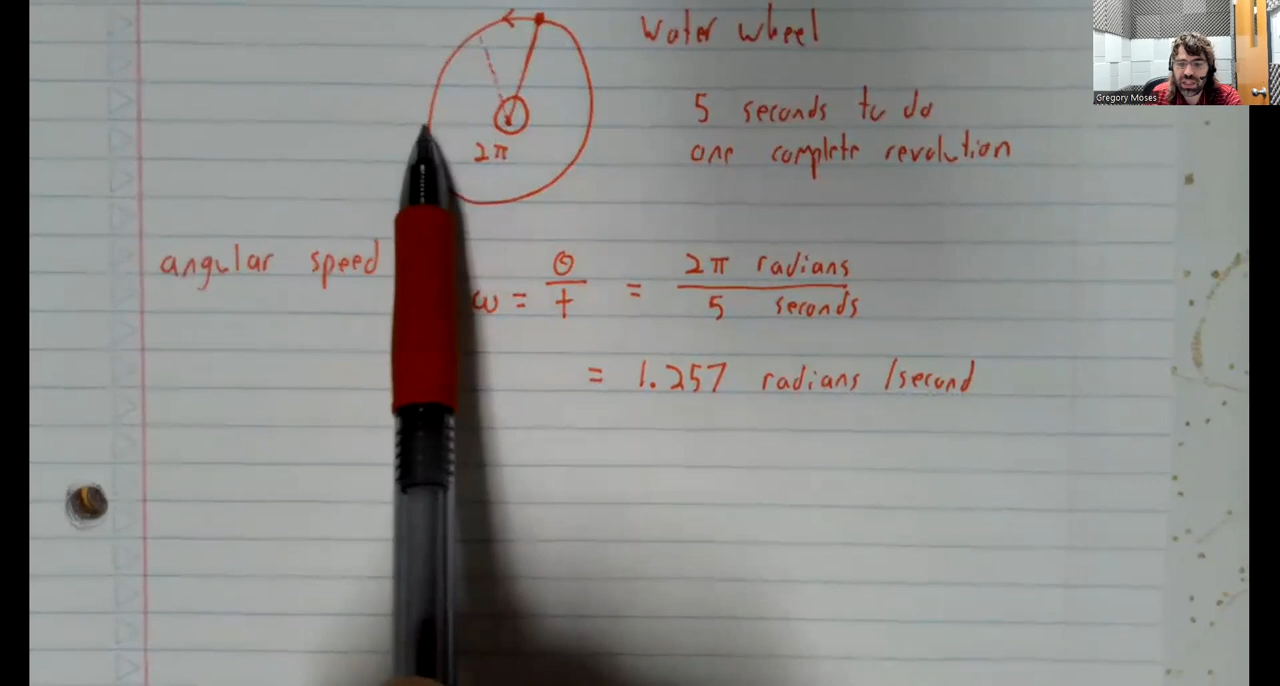 Water wheel
Gregory Moses
5 seconds to do
one complete revolution
2π
angular speed
ω = θ/t = 2π radians / 5 seconds
= 1.257 radians /second